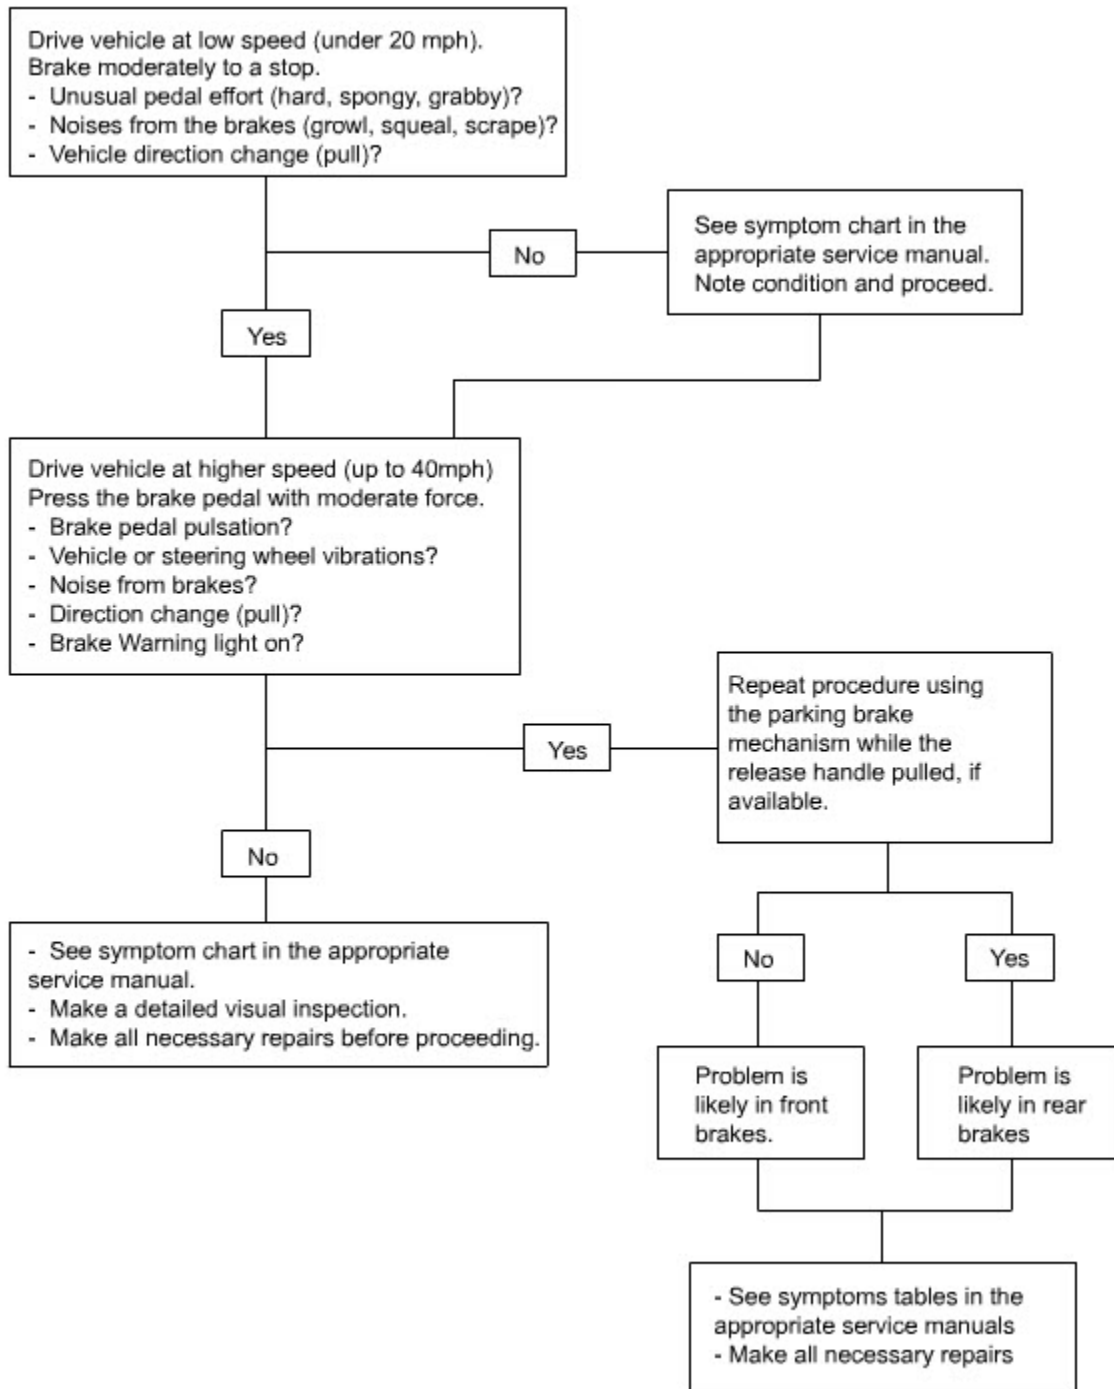 Drive vehicle at low speed (under 20 mph).
Brake moderately to a stop.
- Unusual pedal effort (hard, spongy, grabby)?
- Noises from the brakes (growl, squeal, scrape)?
- Vehicle direction change (pull)?
No
See symptom chart in the
appropriate service manual.
Note condition and proceed.
Yes
Drive vehicle at higher speed (up to 40mph)
Press the brake pedal with moderate force.
- Brake pedal pulsation?
- Vehicle or steering wheel vibrations?
- Noise from brakes?
- Direction change (pull)?
- Brake Warning light on?
Yes
Repeat procedure using
the parking brake
mechanism while the
release handle pulled, if
available.
No
- See symptom chart in the appropriate
service manual.
- Make a detailed visual inspection.
- Make all necessary repairs before proceeding.
No
Yes
Problem is
likely in front
brakes.
Problem is
likely in rear
brakes
- See symptoms tables in the
appropriate service manuals
- Make all necessary repairs